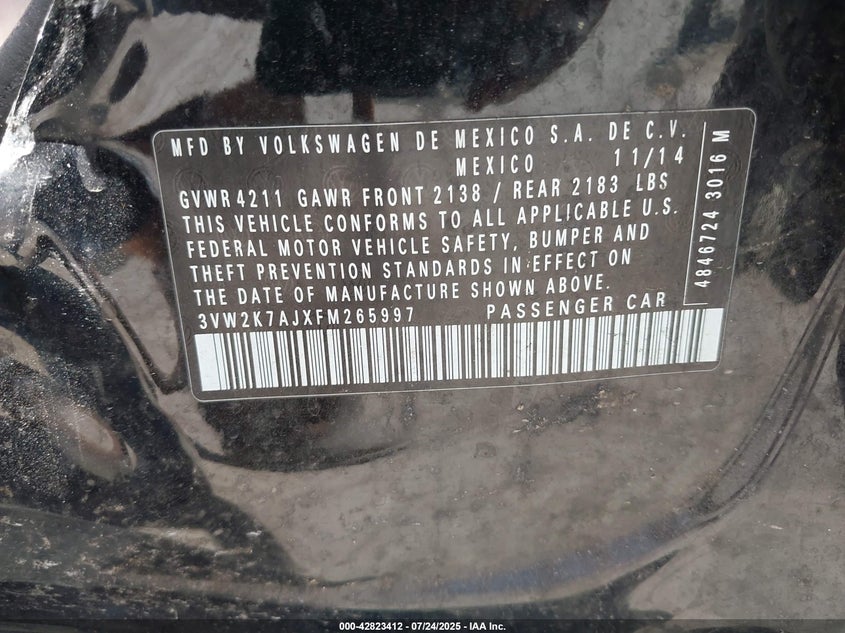 MFD BY VOLKSWAGEN DE MEXICO S.A. DE C.V.
MEXICO 11/14
GVWR 4211 GAWR FRONT 2138 / REAR 2183 LBS
THIS VEHICLE CONFORMS TO ALL APPLICABLE U.S.
FEDERAL MOTOR VEHICLE SAFETY, BUMPER AND
THEFT PREVENTION STANDARDS IN EFFECT ON
THE DATE OF MANUFACTURE SHOWN ABOVE.
3VW2K7AJXFM265997 PASSENGER CAR
4846724 3016 M
000-42823412 - 07/24/2025 - IAA Inc.